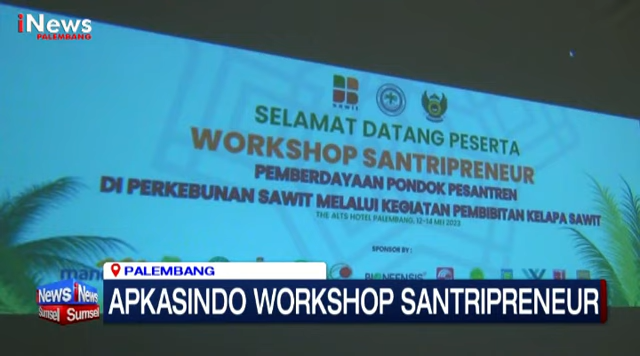 iNews
PALEMBANG
SELAMAT DATANG PESERTA
WORKSHOP SANTRIPRENEUR
PEMBERDAYAAN PONDOK PESANTREN
DI PERKEBUNAN SAWIT MELALUI KEGIATAN PEMBIBITAN KELAPA SAWIT
THE ALTS HOTEL PALEMBANG, 12-14 MEI 2023
SPONSOR BY :
PALEMBANG
News iNews
Sumsel Sumsel
APKASINDO WORKSHOP SANTRIPRENEUR